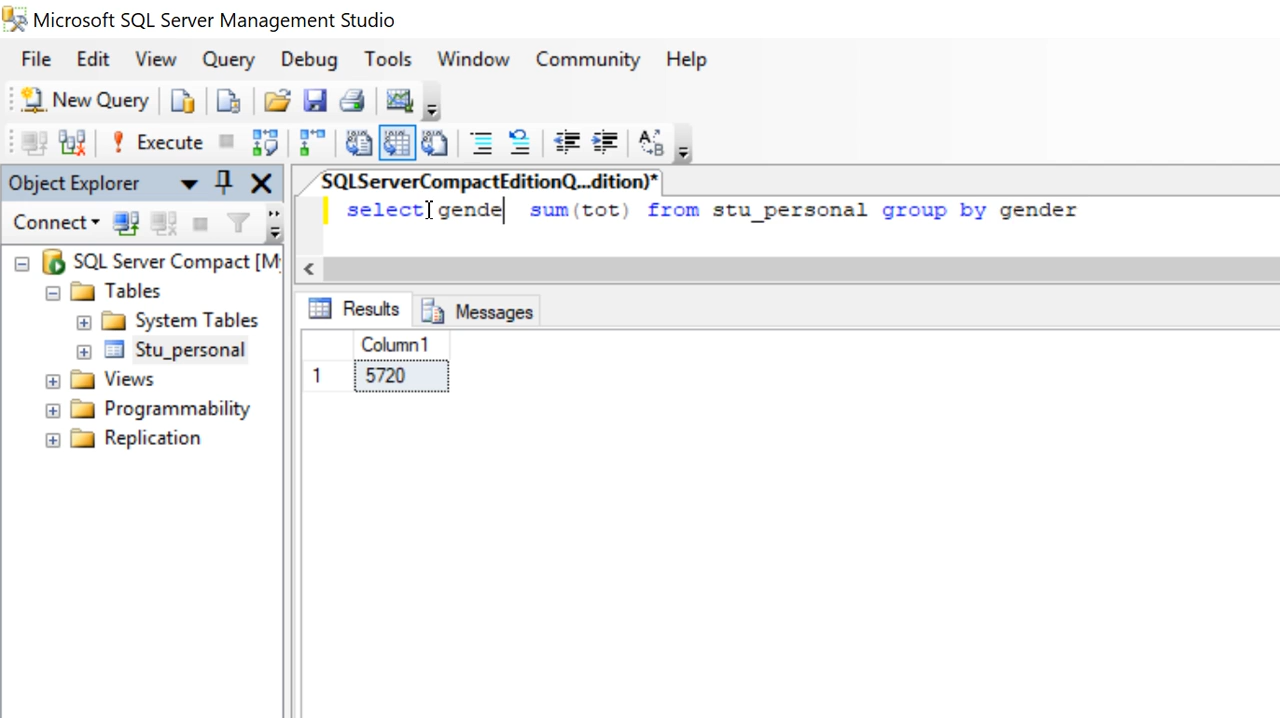 Microsoft SQL Server Management Studio
File Edit View Query Debug Tools Window Community Help
New Query
Execute
Object Explorer
Connect
SQL Server Compact [M
Tables
System Tables
Stu_personal
Views
Programmability
Replication
SQLServerCompactEditionQ...dition)*
select gende sum(tot) from stu_personal group by gender
Results Messages
Column1
1 5720